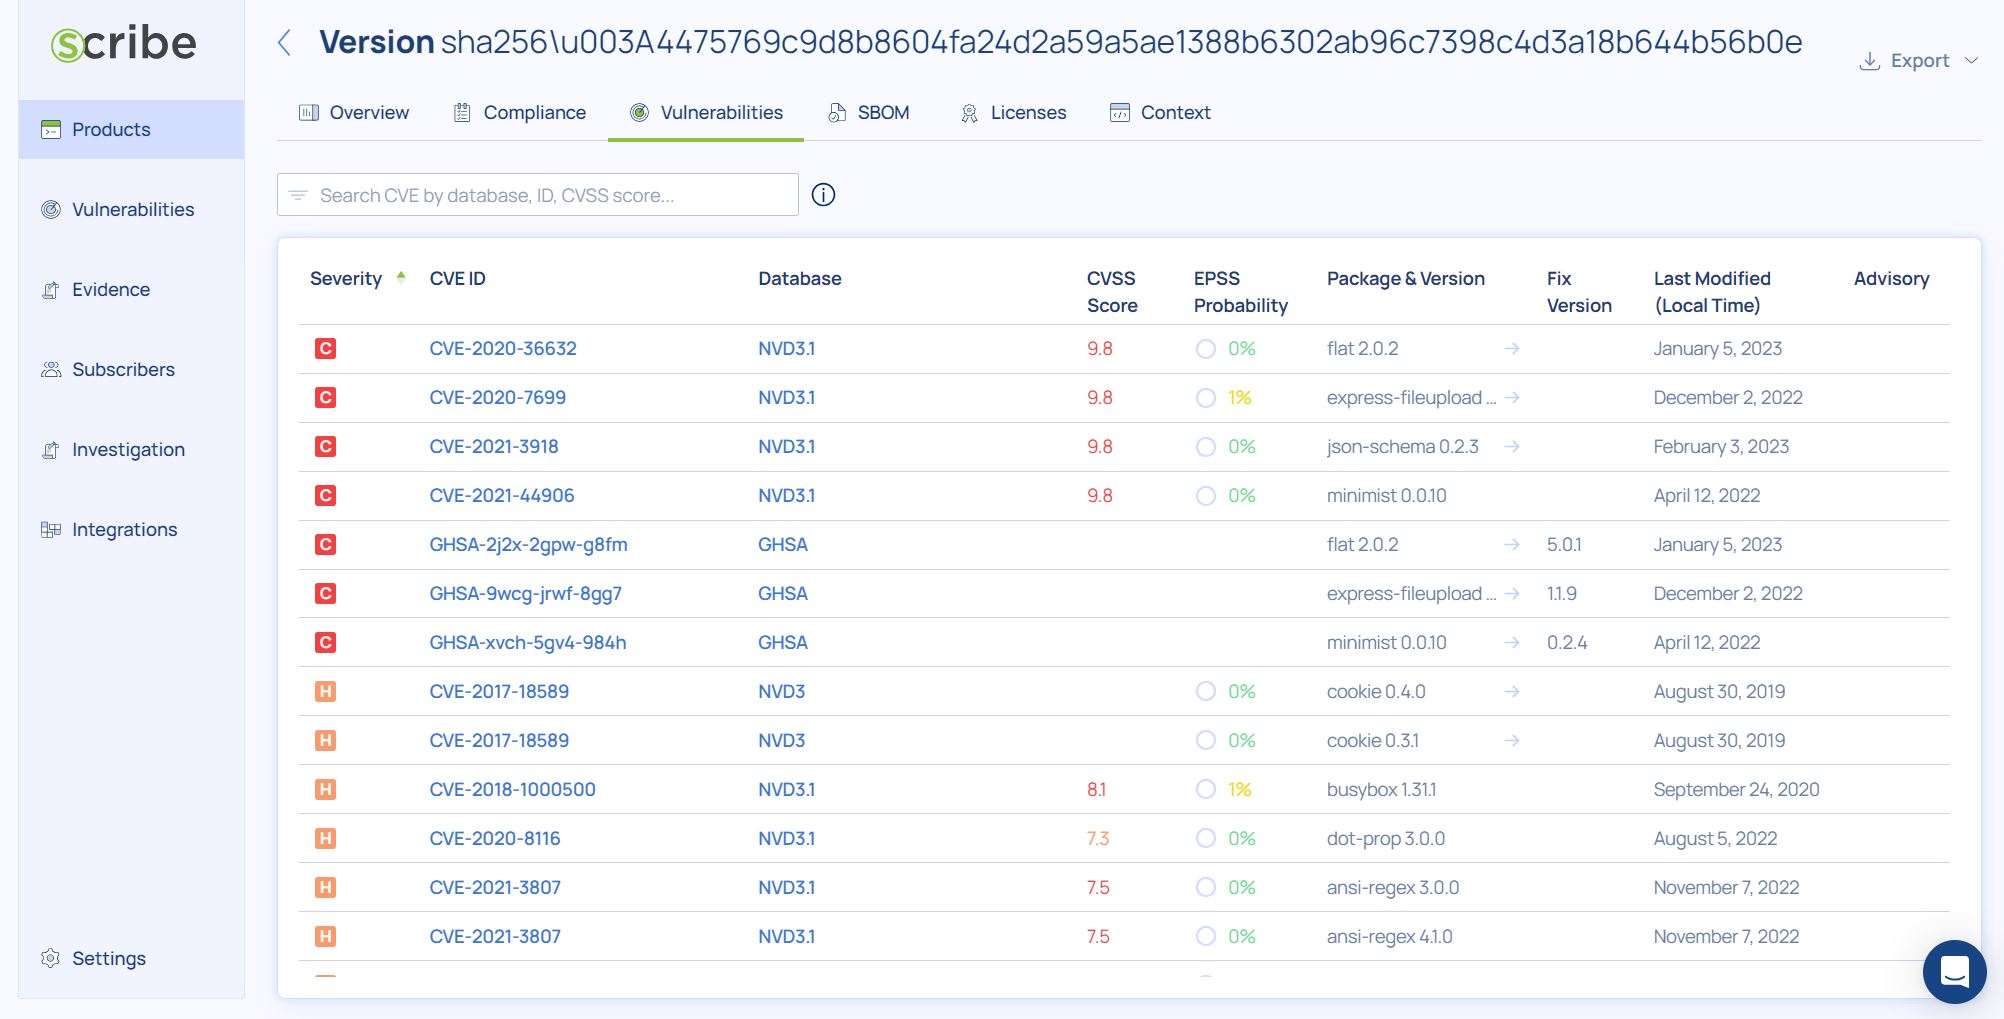 scribe
Version sha256\u003A4475769c9d8b8604fa24d2a59a5ae1388b6302ab96c7398c4d3a18b644b56b0e
Export
Products
Vulnerabilities
Evidence
Subscribers
Investigation
Integrations
Settings
Overview Compliance Vulnerabilities SBOM Licenses Context
Search CVE by database, ID, CVSS score...
Severity CVE ID Database CVSS Score EPSS Probability Package & Version Fix Version Last Modified (Local Time) Advisory
C CVE-2020-36632 NVD3.1 9.8 0% flat 2.0.2 → January 5, 2023
C CVE-2020-7699 NVD3.1 9.8 1% express-fileupload ... → December 2, 2022
C CVE-2021-3918 NVD3.1 9.8 0% json-schema 0.2.3 → February 3, 2023
C CVE-2021-44906 NVD3.1 9.8 0% minimist 0.0.10 April 12, 2022
C GHSA-2j2x-2gpw-g8fm GHSA flat 2.0.2 → 5.0.1 January 5, 2023
C GHSA-9wcg-jrwf-8gg7 GHSA express-fileupload ... → 1.1.9 December 2, 2022
C GHSA-xvch-5gv4-984h GHSA minimist 0.0.10 → 0.2.4 April 12, 2022
H CVE-2017-18589 NVD3 0% cookie 0.4.0 → August 30, 2019
H CVE-2017-18589 NVD3 0% cookie 0.3.1 → August 30, 2019
H CVE-2018-1000500 NVD3.1 8.1 1% busybox 1.31.1 September 24, 2020
H CVE-2020-8116 NVD3.1 7.3 0% dot-prop 3.0.0 August 5, 2022
H CVE-2021-3807 NVD3.1 7.5 0% ansi-regex 3.0.0 November 7, 2022
H CVE-2021-3807 NVD3.1 7.5 0% ansi-regex 4.1.0 November 7, 2022